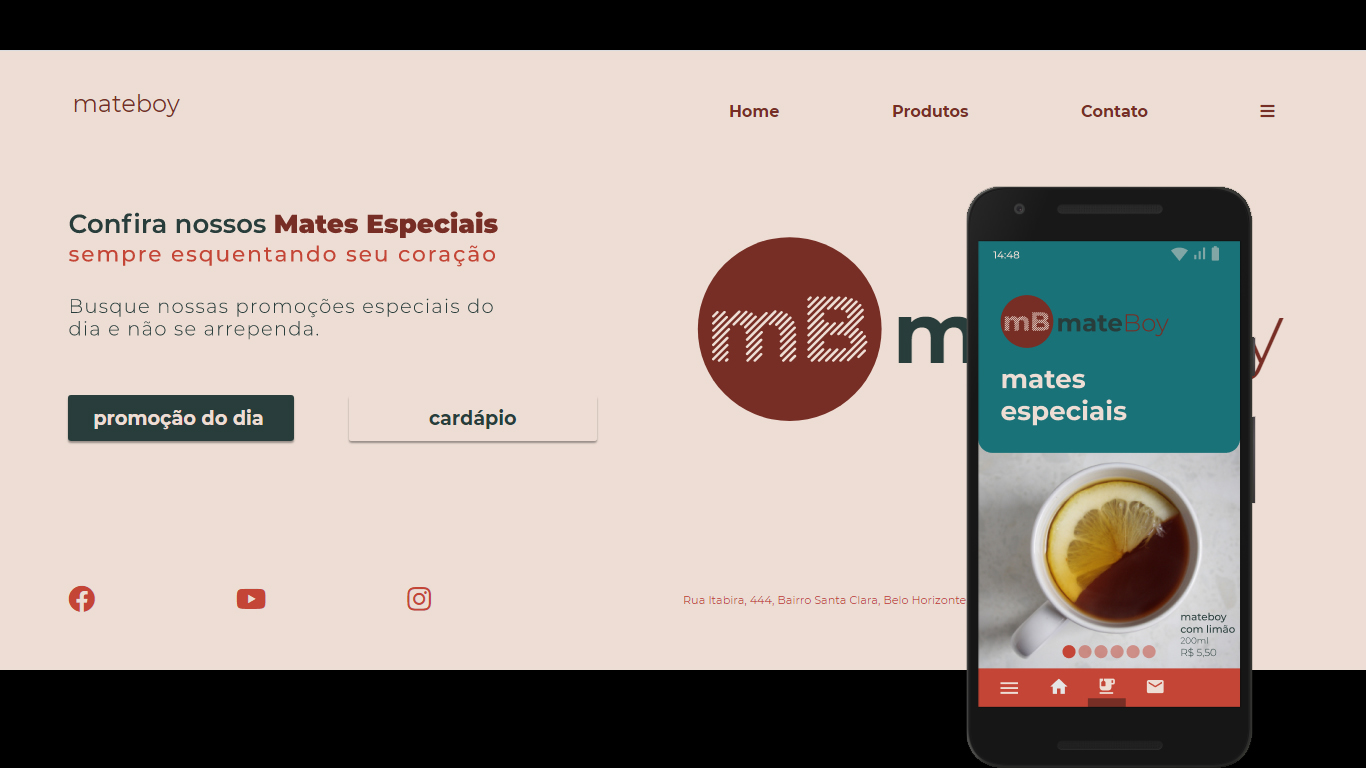 mateboy
Home
Produtos
Contato
Confira nossos Mates Especiais
sempre esquentando seu coração
Busque nossas promoções especiais do
dia e não se arrependa.
promoção do dia
cardápio
mB
Rua Itabira, 444, Bairro Santa Clara, Belo Horizonte
14:48
mB mateBoy
mates
especiais
mateboy
com limão
200ml
R$ 5,50